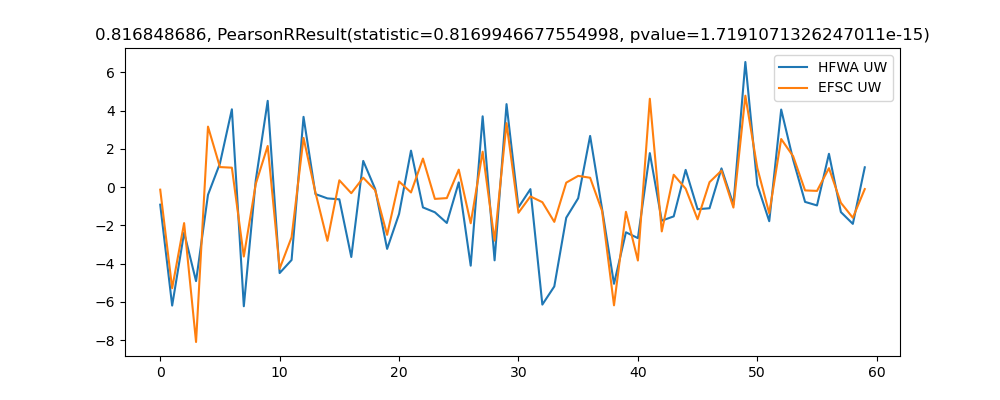 0.816848686, PearsonRResult(statistic=0.8169946677554998, pvalue=1.7191071326247011e-15)
HFWA UW
EFSC UW
6
4
2
0
−2
−4
−6
−8
0 10 20 30 40 50 60